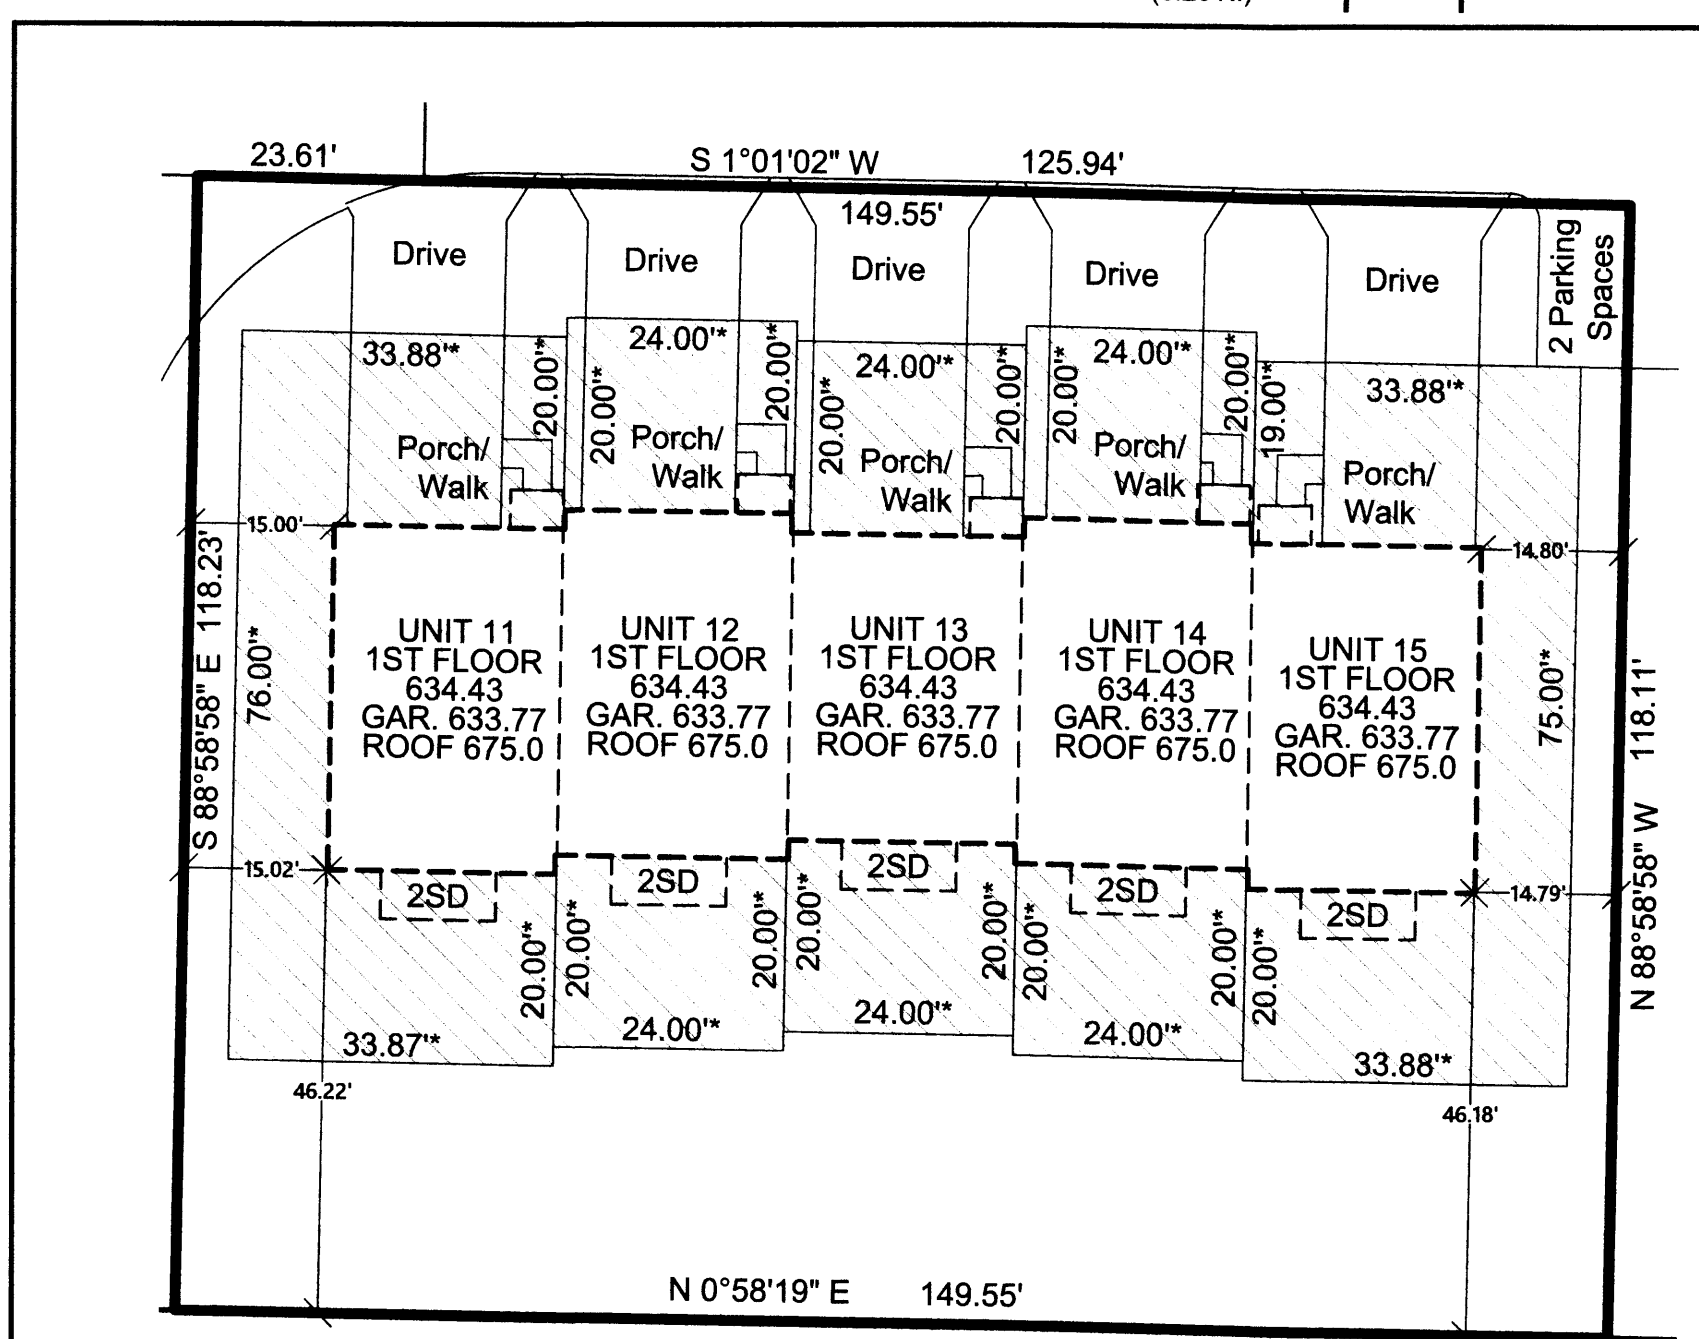 23.61'
S 1°01'02" W 125.94'
149.55'
Drive
Drive
Drive
Drive
Drive
2 Parking
Spaces
33.88'*
24.00'*
24.00'*
24.00'*
33.88'*
20.00'*
20.00'*
20.00'*
20.00'*
20.00'*
20.00'*
20.00'*
19.00'*
Porch/
Walk
Porch/
Walk
Porch/
Walk
Porch/
Walk
Porch/
Walk
15.00'
14.80'
S 88°58'58" E 118.23'
76.00'*
UNIT 11
1ST FLOOR
634.43
GAR. 633.77
ROOF 675.0
UNIT 12
1ST FLOOR
634.43
GAR. 633.77
ROOF 675.0
UNIT 13
1ST FLOOR
634.43
GAR. 633.77
ROOF 675.0
UNIT 14
1ST FLOOR
634.43
GAR. 633.77
ROOF 675.0
UNIT 15
1ST FLOOR
634.43
GAR. 633.77
ROOF 675.0
75.00'*
N 88°58'58" W 118.11'
15.02'
14.79'
2SD
2SD
2SD
2SD
2SD
20.00'*
20.00'*
20.00'*
20.00'*
20.00'*
20.00'*
20.00'*
20.00'*
33.87'*
24.00'*
24.00'*
24.00'*
33.88'*
46.22'
46.18'
N 0°58'19" E 149.55'